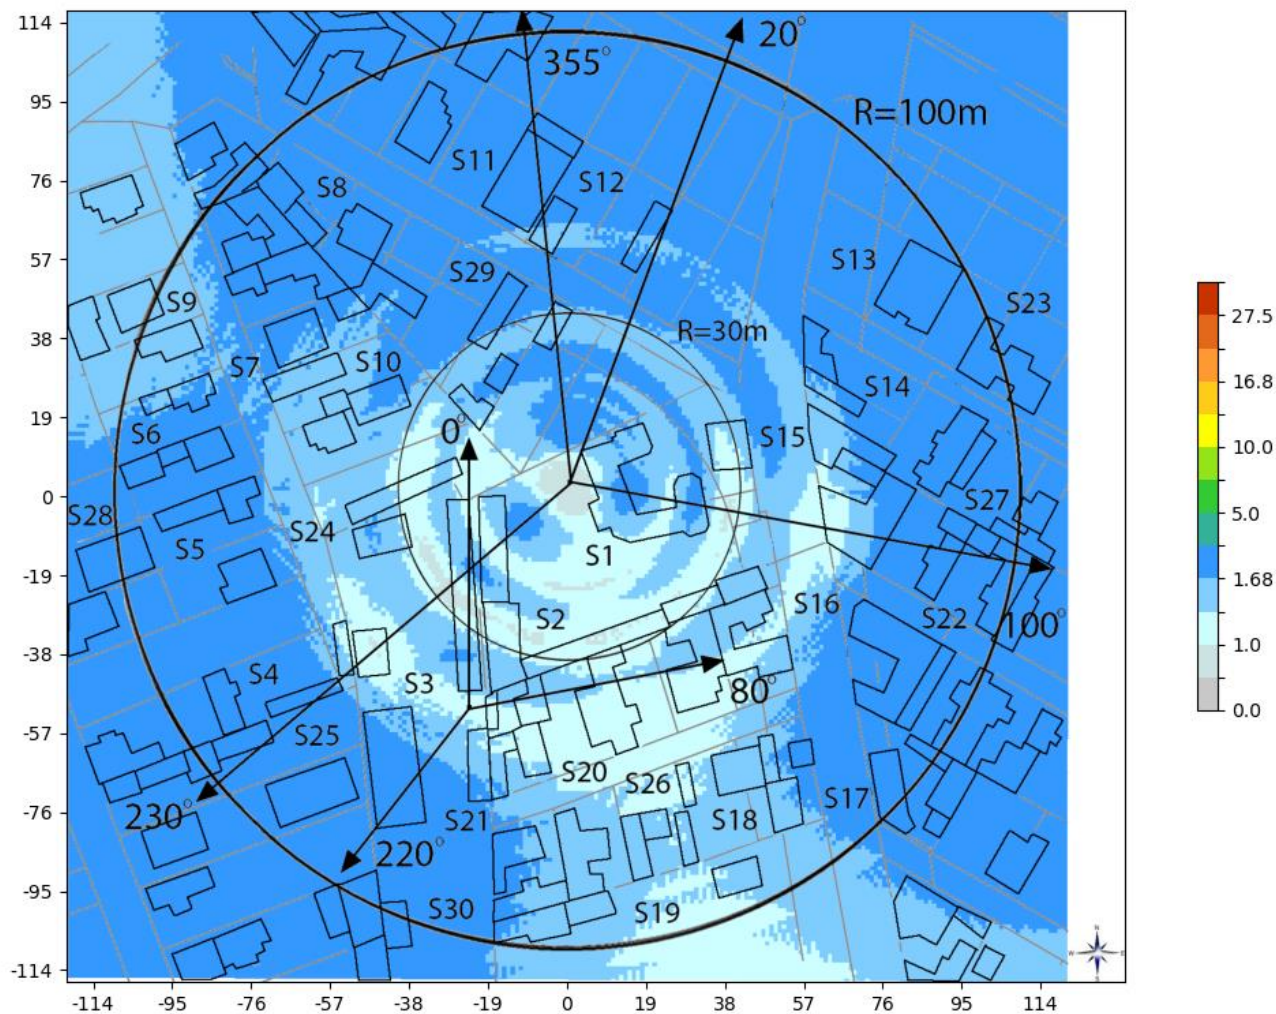 114
95
76
57
38
19
0
-19
-38
-57
-76
-95
-114
-114
-95
-76
-57
-38
-19
0
19
38
57
76
95
114
355°
20°
R=100m
S11
S12
S8
S13
S29
S23
S9
R=30m
S7
S10
S14
0°
S15
S6
S28
S24
S27
S5
S1
S2
S16
S22
100°
S4
S3
80°
S25
S20
S26
230°
S21
S18
S17
220°
S30
S19
27.5
16.8
10.0
5.0
1.68
1.0
0.0
N
W
E
S